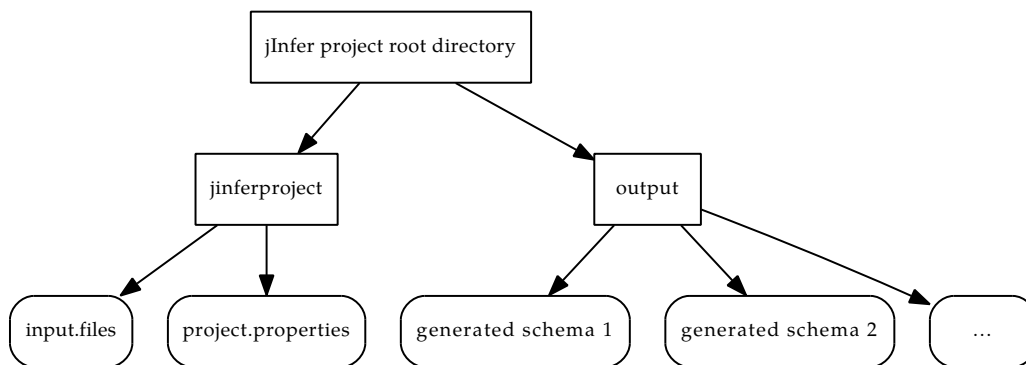 jInfer project root directory
jinferproject
output
input.files
project.properties
generated schema 1
generated schema 2
...